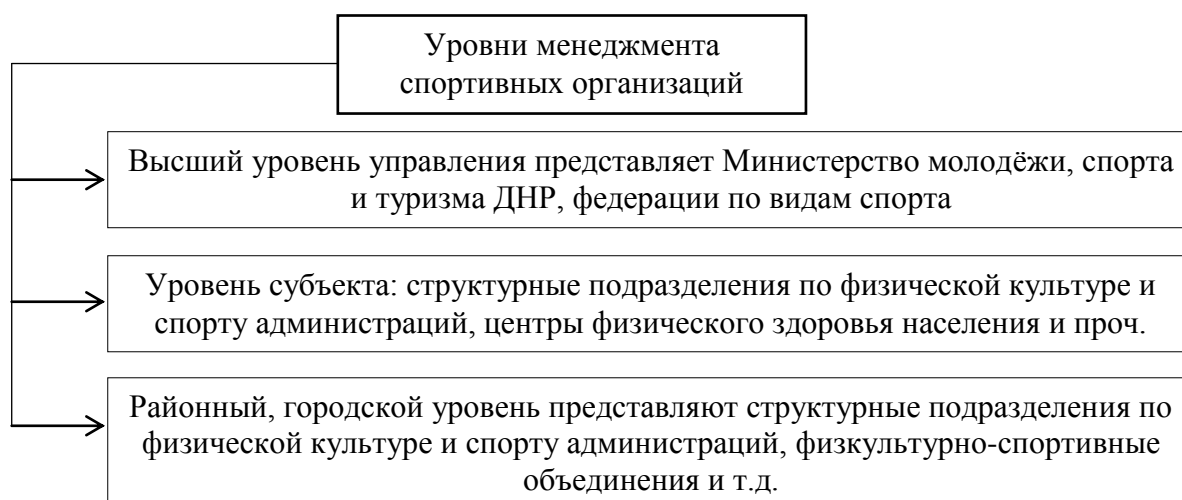 Уровни менеджмента
спортивных организаций
Высший уровень управления представляет Министерство молодёжи, спорта
и туризма ДНР, федерации по видам спорта
Уровень субъекта: структурные подразделения по физической культуре и
спорту администраций, центры физического здоровья населения и проч.
Районный, городской уровень представляют структурные подразделения по
физической культуре и спорту администраций, физкультурно-спортивные
объединения и т.д.